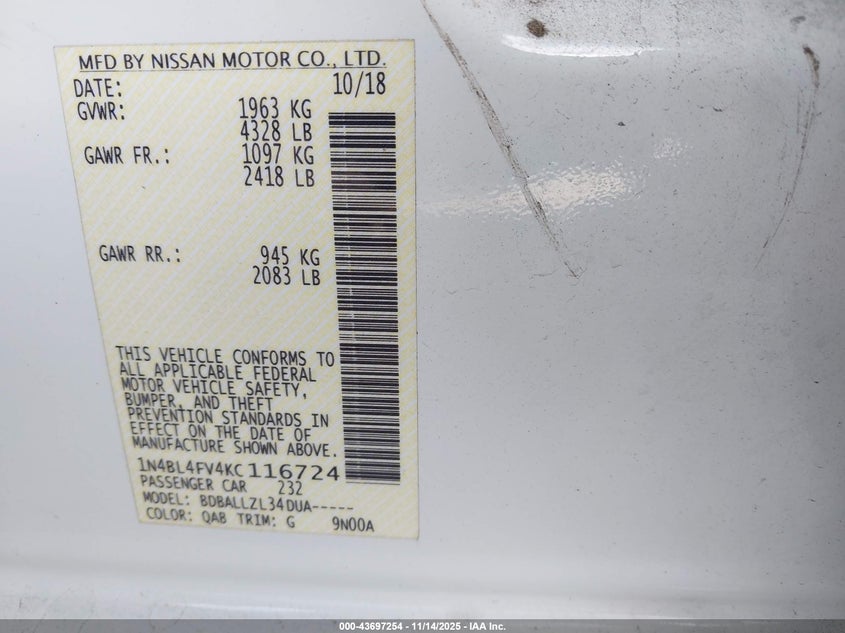 MFD BY NISSAN MOTOR CO., LTD.
DATE: 10/18
GVWR: 1963 KG
4328 LB
GAWR FR.: 1097 KG
2418 LB
GAWR RR.: 945 KG
2083 LB
THIS VEHICLE CONFORMS TO
ALL APPLICABLE FEDERAL
MOTOR VEHICLE SAFETY,
BUMPER, AND THEFT
PREVENTION STANDARDS IN
EFFECT ON THE DATE OF
MANUFACTURE SHOWN ABOVE.
1N4BL4FV4KC116724
PASSENGER CAR 232
MODEL: BDBALLZL34DUA-----
COLOR: QAB TRIM: G 9N00A
000-43697254 - 11/14/2025 - IAA Inc.